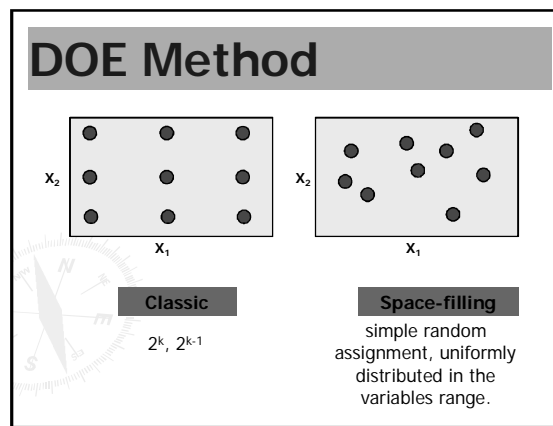 DOE Method
X₂
X₁
X₂
X₁
N
NE
E
S
Classic
2ᵏ, 2ᵏ⁻¹
Space-filling
simple random
assignment, uniformly
distributed in the
variables range.